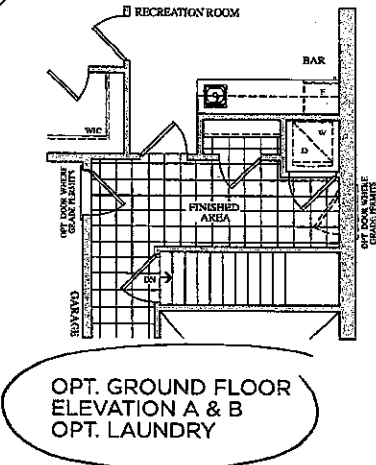 RECREATION ROOM
BAR
F
W
D
WIC
OPT DOOR WHERE
GRADE PERMITS
FINISHED
AREA
OPT DOOR WHERE
GRADE PERMITS
DN
GARAGE
OPT. GROUND FLOOR
ELEVATION A & B
OPT. LAUNDRY